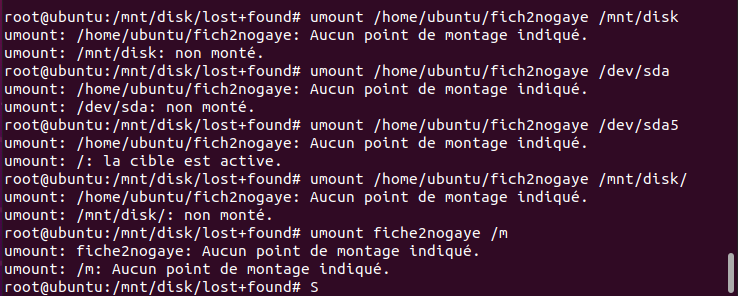 root@ubuntu:/mnt/disk/lost+found# umount /home/ubuntu/fich2nogaye /mnt/disk
umount: /home/ubuntu/fich2nogaye: Aucun point de montage indiqué.
umount: /mnt/disk: non monté.
root@ubuntu:/mnt/disk/lost+found# umount /home/ubuntu/fich2nogaye /dev/sda
umount: /home/ubuntu/fich2nogaye: Aucun point de montage indiqué.
umount: /dev/sda: non monté.
root@ubuntu:/mnt/disk/lost+found# umount /home/ubuntu/fich2nogaye /dev/sda5
umount: /home/ubuntu/fich2nogaye: Aucun point de montage indiqué.
umount: /: la cible est active.
root@ubuntu:/mnt/disk/lost+found# umount /home/ubuntu/fich2nogaye /mnt/disk/
umount: /home/ubuntu/fich2nogaye: Aucun point de montage indiqué.
umount: /mnt/disk/: non monté.
root@ubuntu:/mnt/disk/lost+found# umount fiche2nogaye /m
umount: fiche2nogaye: Aucun point de montage indiqué.
umount: /m: Aucun point de montage indiqué.
root@ubuntu:/mnt/disk/lost+found# S